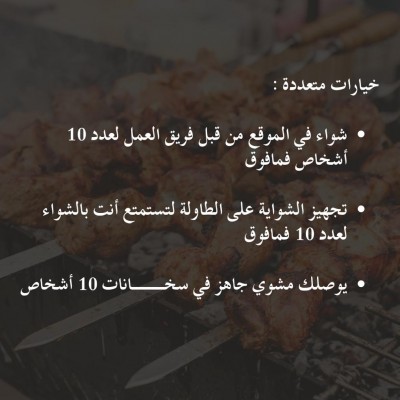 خيارات متعددة :
• شواء في الموقع من قبل فريق العمل لعدد 10
أشخاص فمافوق
• تجهيز الشواية على الطاولة لتستمتع أنت بالشواء
لعدد 10 فمافوق
• يوصلك مشوي جاهز في سخـــــــانات 10 أشخاص